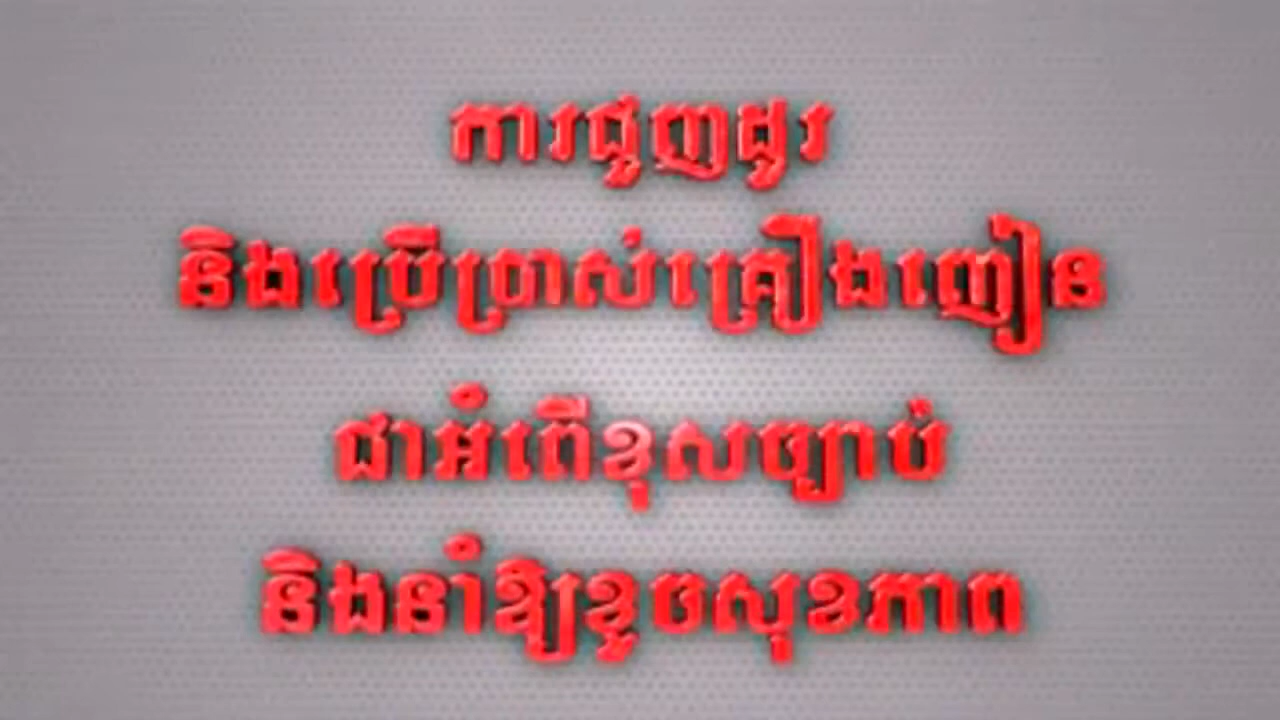 ការជួញដូរ
និងប្រើប្រាស់គ្រឿងញៀន
ជាអំពើខុសច្បាប់
និងនាំឱ្យខូចសុខភាព